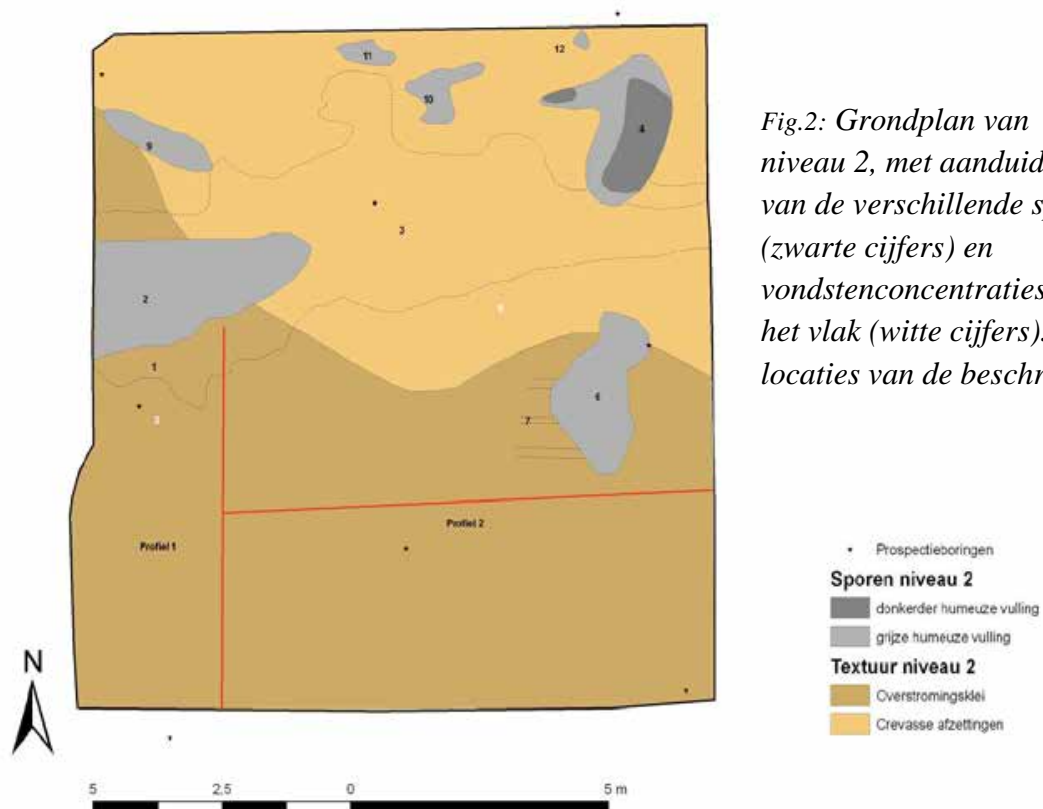 12
11
10
4
9
3
2
1
6
7
Profiel 1
Profiel 2
N
5 2,5 0 5 m
Fig.2: Grondplan van
niveau 2, met aanduid
van de verschillende s
(zwarte cijfers) en
vondstenconcentraties
het vlak (witte cijfers).
locaties van de beschr
Prospectieboringen
Sporen niveau 2
donkerder humeuze vulling
grijze humeuze vulling
Textuur niveau 2
Overstromingsklei
Crevasse afzettingen